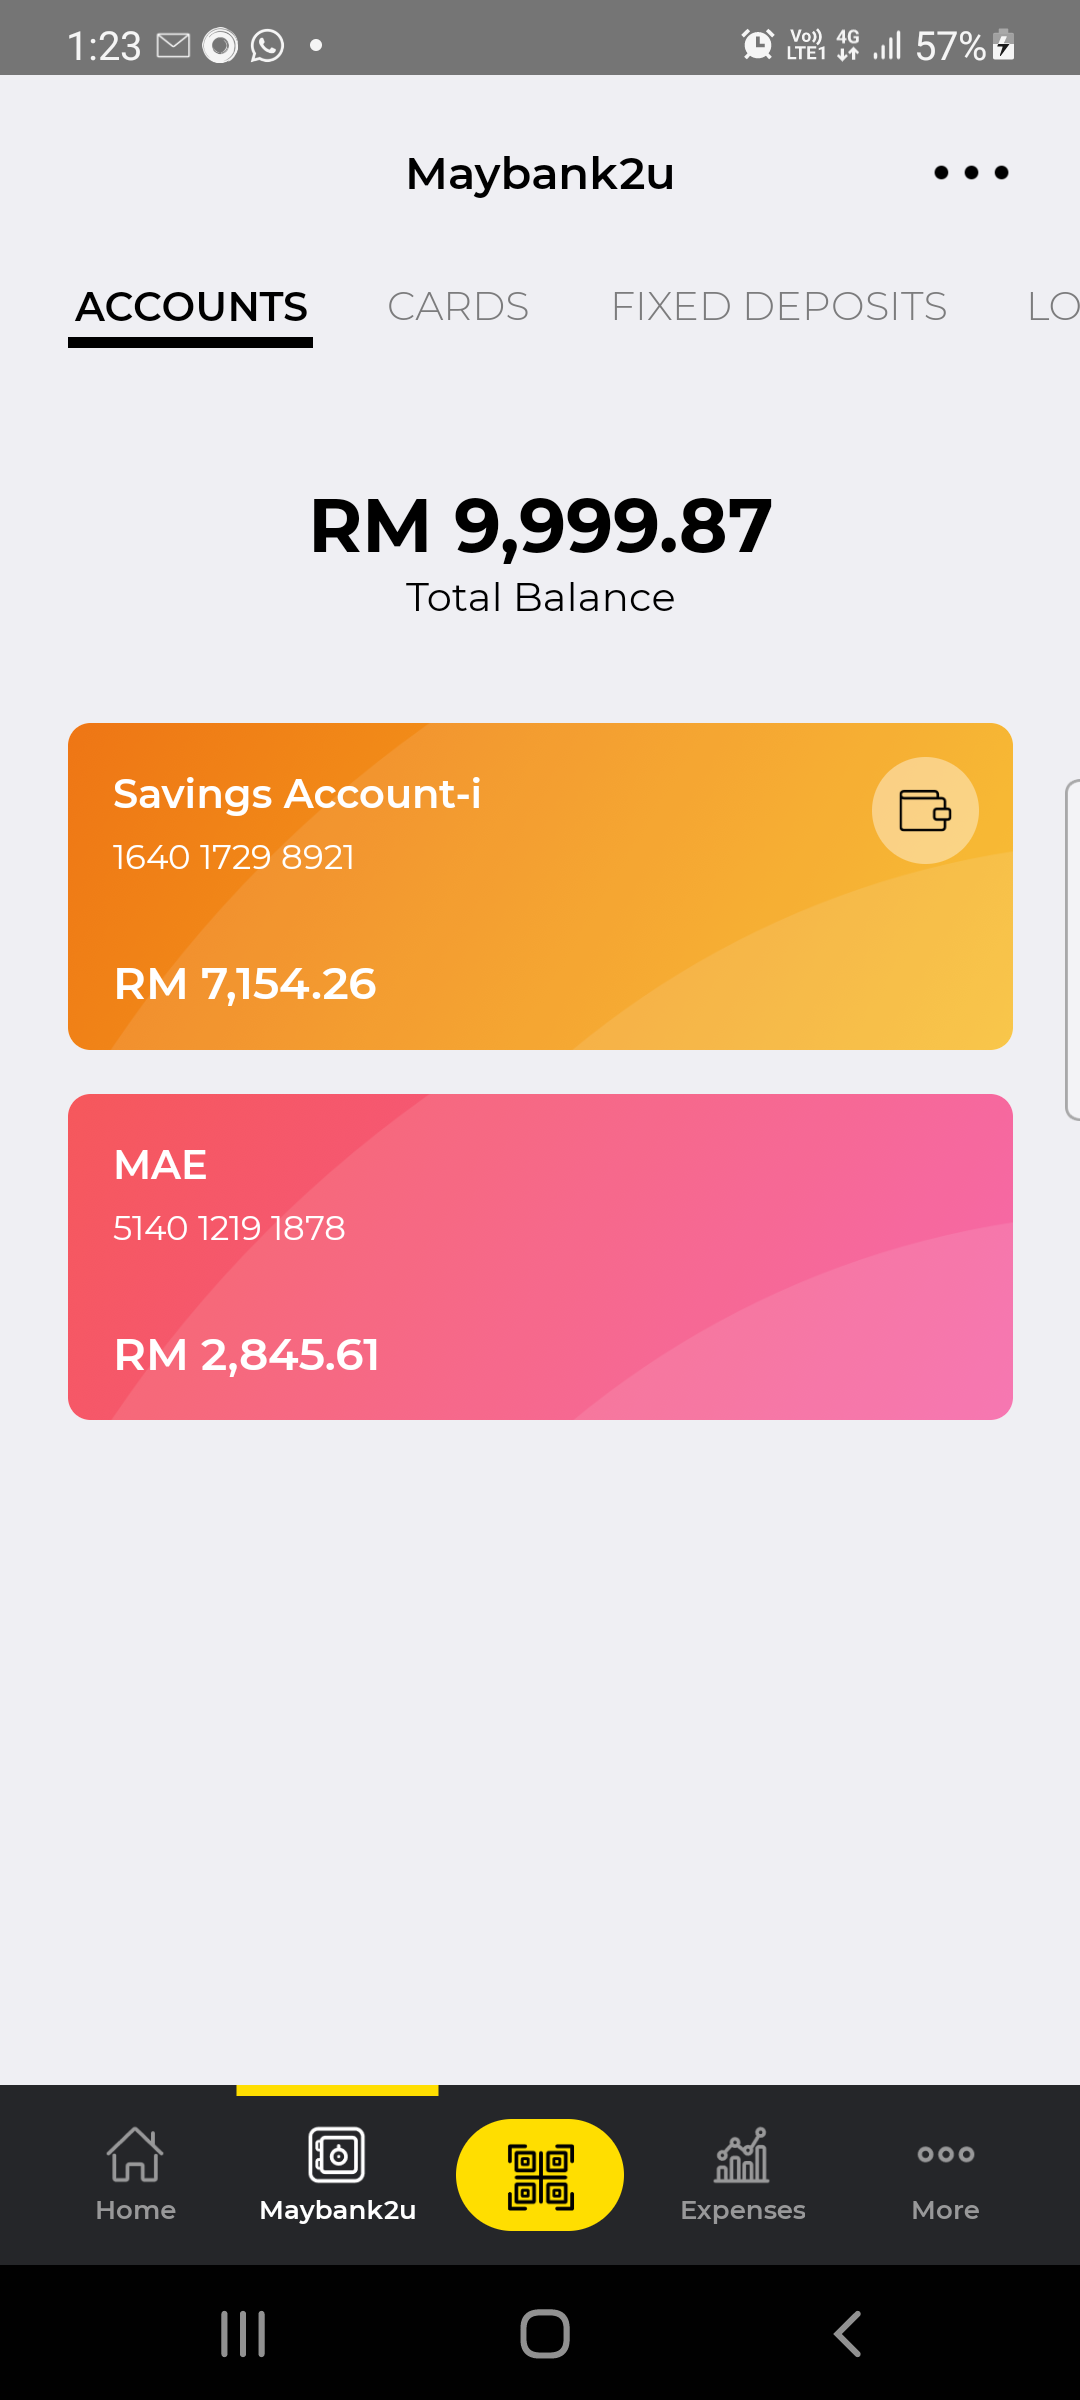 1:23
Vo)) LTE1 4G 57%
Maybank2u
ACCOUNTS CARDS FIXED DEPOSITS LO
RM 9,999.87
Total Balance
Savings Account-i
1640 1729 8921
RM 7,154.26
MAE
5140 1219 1878
RM 2,845.61
Home Maybank2u Expenses More